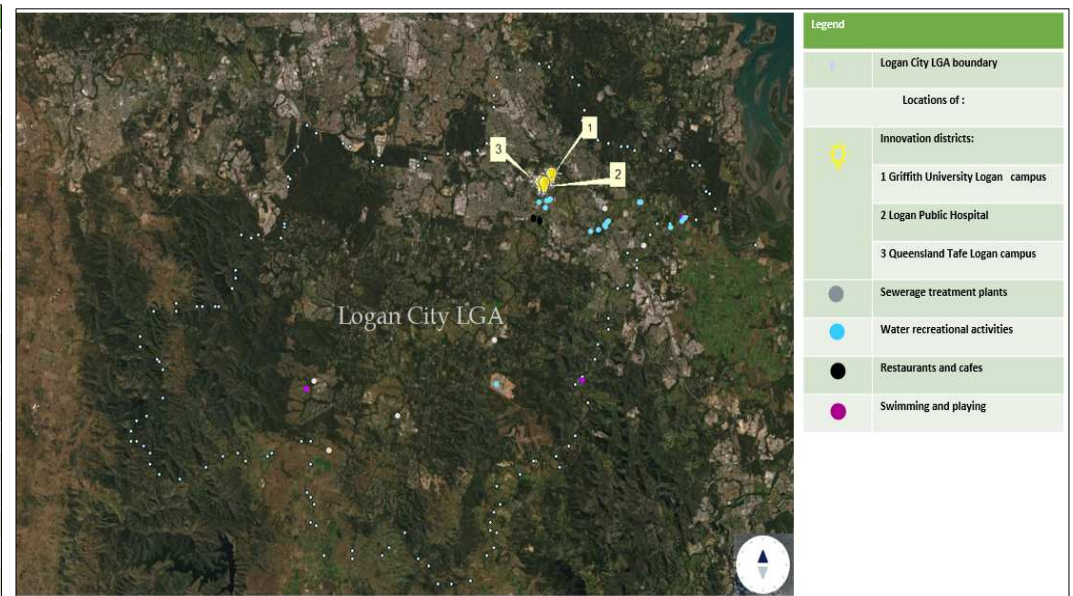 1
3
2
Logan City LGA
Legend
Logan City LGA boundary
Locations of :
Innovation districts:
1 Griffith University Logan campus
2 Logan Public Hospital
3 Queensland Tafe Logan campus
Sewerage treatment plants
Water recreational activities
Restaurants and cafes
Swimming and playing